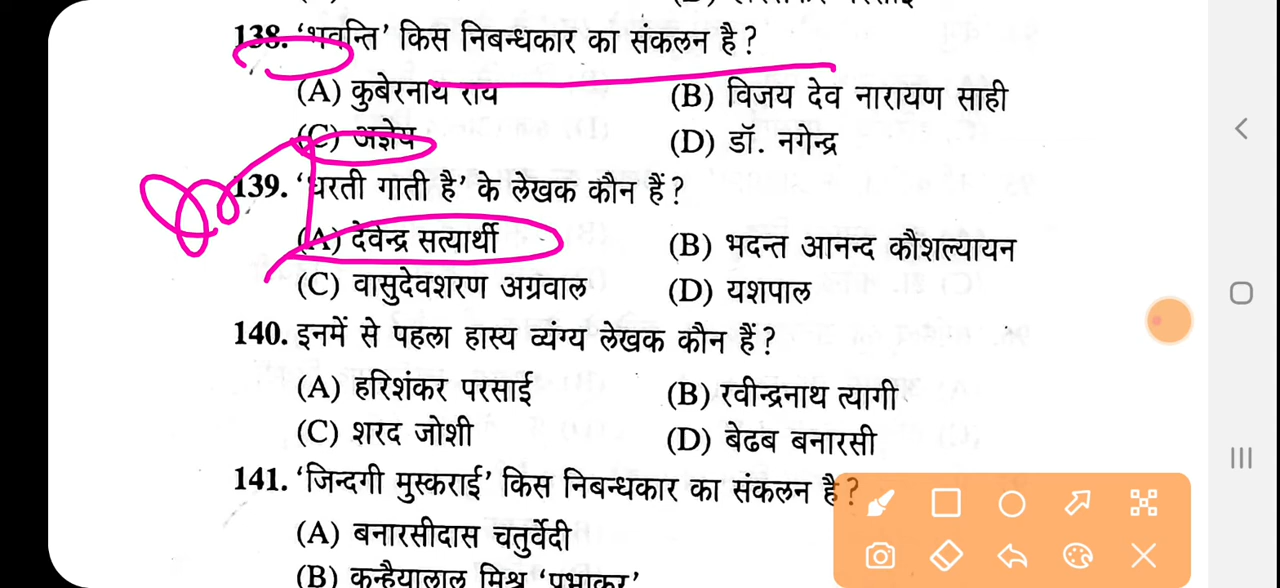 138. 'भवन्ति' किस निबन्धकार का संकलन है?
(A) कुबेरनाथ राय (B) विजय देव नारायण साही
(C) अज्ञेय (D) डॉ. नगेन्द्र
139. 'धरती गाती है' के लेखक कौन हैं?
(A) देवेन्द्र सत्यार्थी (B) भदन्त आनन्द कौशल्यायन
(C) वासुदेवशरण अग्रवाल (D) यशपाल
140. इनमें से पहला हास्य व्यंग्य लेखक कौन हैं?
(A) हरिशंकर परसाई (B) रवीन्द्रनाथ त्यागी
(C) शरद जोशी (D) बेढब बनारसी
141. 'जिन्दगी मुस्कराई' किस निबन्धकार का संकलन है?
(A) बनारसीदास चतुर्वेदी
(B) कन्हैयालाल मिश्र 'प्रभाकर'